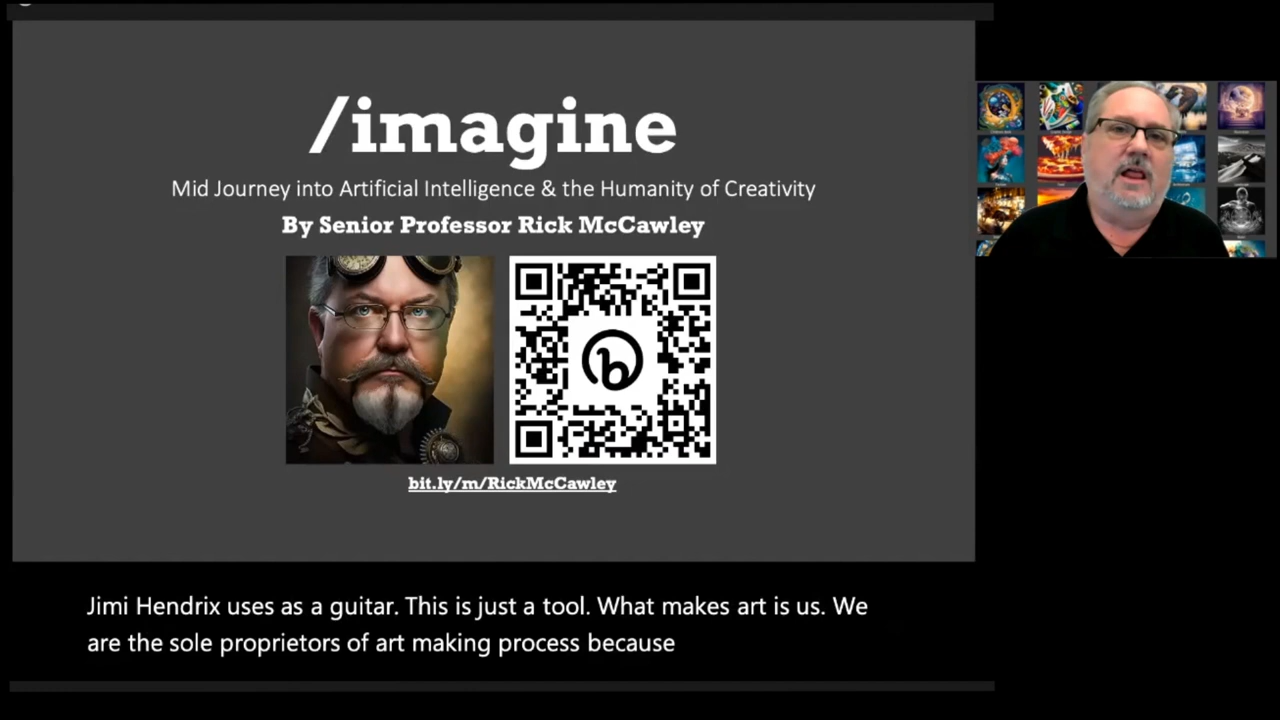 /imagine
Mid Journey into Artificial Intelligence & the Humanity of Creativity
By Senior Professor Rick McCawley
b
bit.ly/m/RickMcCawley
Jimi Hendrix uses as a guitar. This is just a tool. What makes art is us. We
are the sole proprietors of art making process because